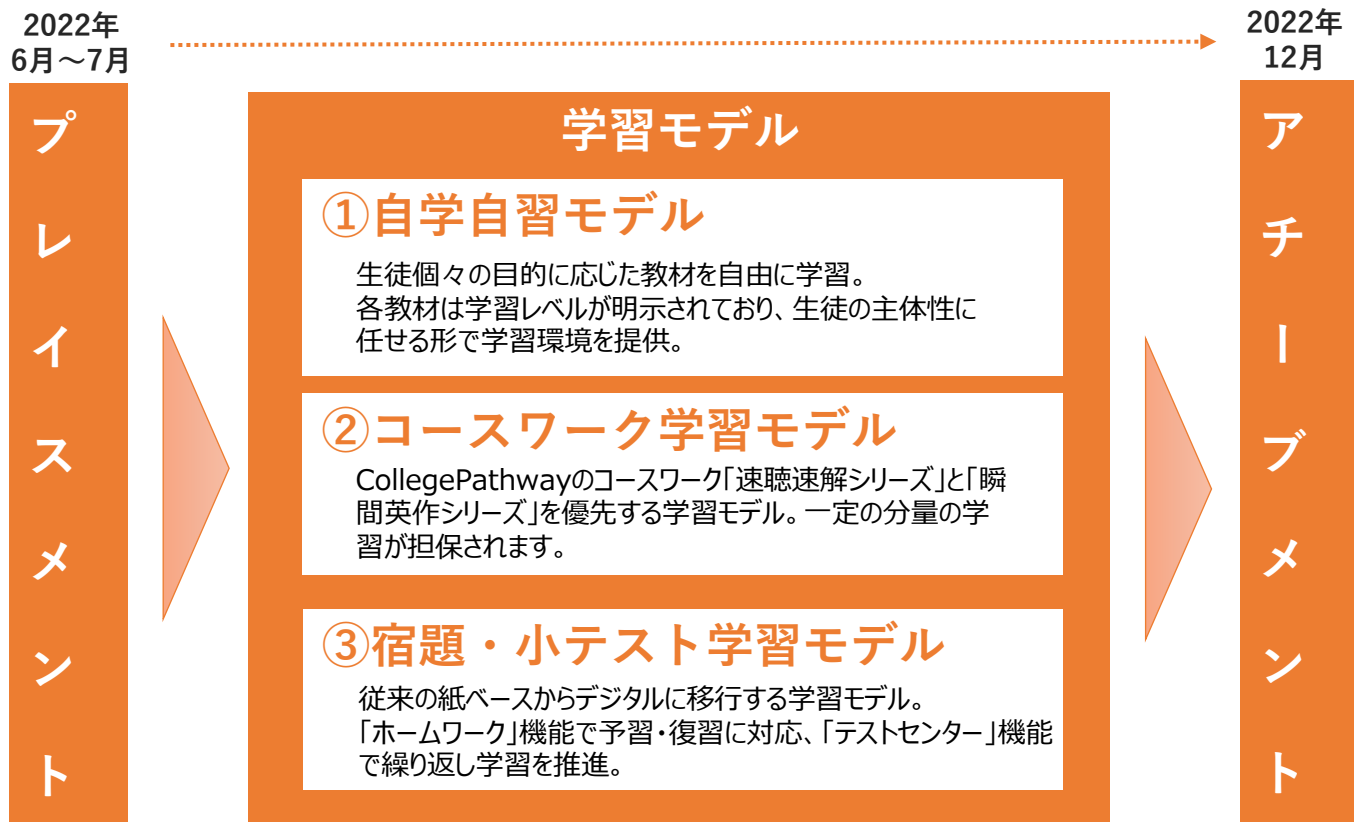 2022年
6月～7月
プレイスメント
学習モデル
①自学自習モデル
生徒個々の目的に応じた教材を自由に学習。
各教材は学習レベルが明示されており、生徒の主体性に
任せる形で学習環境を提供。
②コースワーク学習モデル
CollegePathwayのコースワーク「速聴速解シリーズ」と「瞬
間英作シリーズ」を優先する学習モデル。一定の分量の学
習が担保されます。
③宿題・小テスト学習モデル
従来の紙ベースからデジタルに移行する学習モデル。
「ホームワーク」機能で予習・復習に対応、「テストセンター」機能
で繰り返し学習を推進。
2022年
12月
アチーブメント